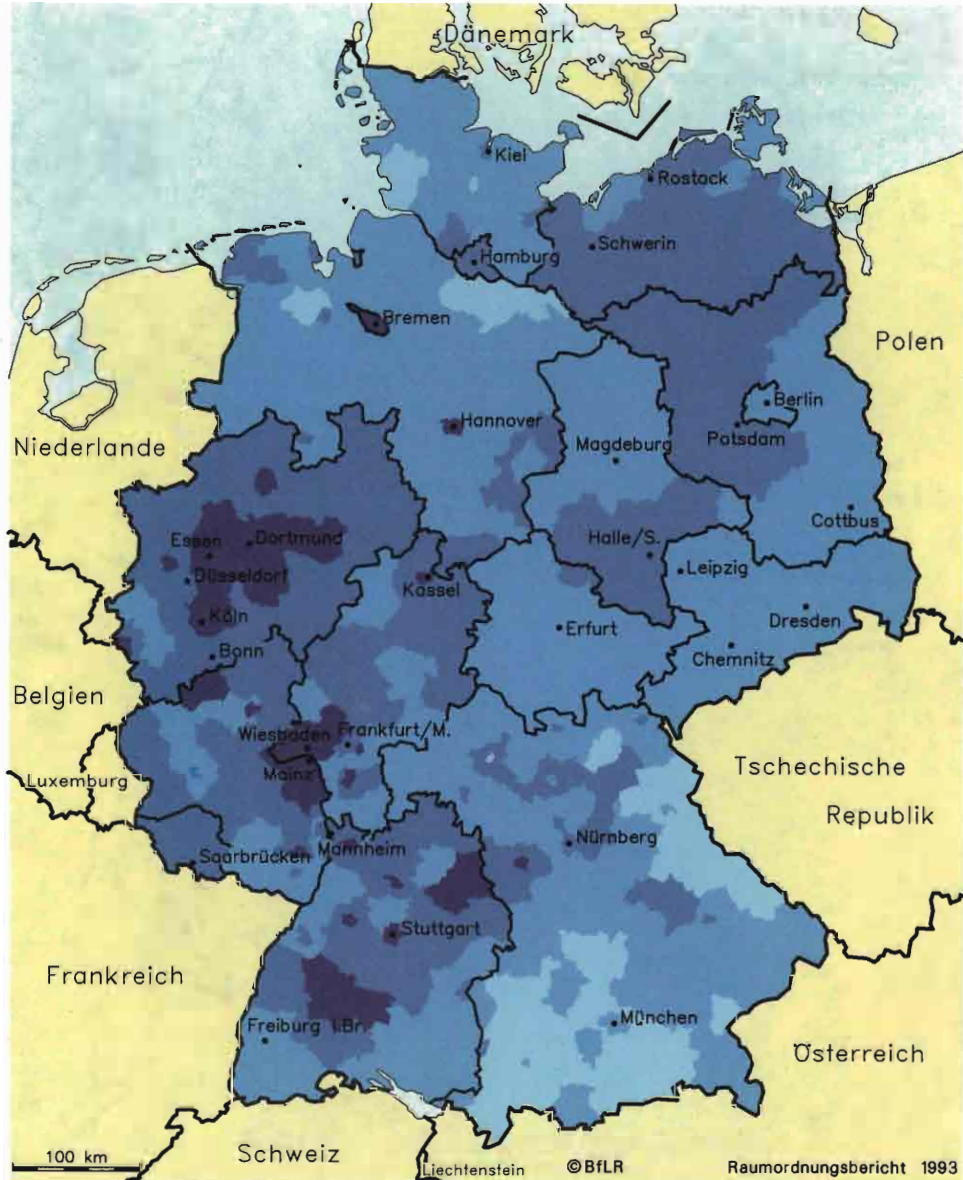 Dänemark
Kiel
Rostack
Schwerin
Hamburg
Bremen
Polen
Berlin
Hannover
Potsdam
Niederlande
Magdeburg
Cottbus
Essen
Dortmund
Halle/S.
Leipzig
Düsseldorf
Kassel
Köln
Dresden
Erfurt
Chemnitz
Bonn
Belgien
Wiesbaden
Frankfurt/M.
Mainz
Luxemburg
Tschechische
Republik
Nürnberg
Mannheim
Saarbrücken
Stuttgart
Frankreich
München
Freiburg i.Br.
Österreich
100 km
Schweiz
Liechtenstein
©BfLR
Raumordnungsbericht 1993